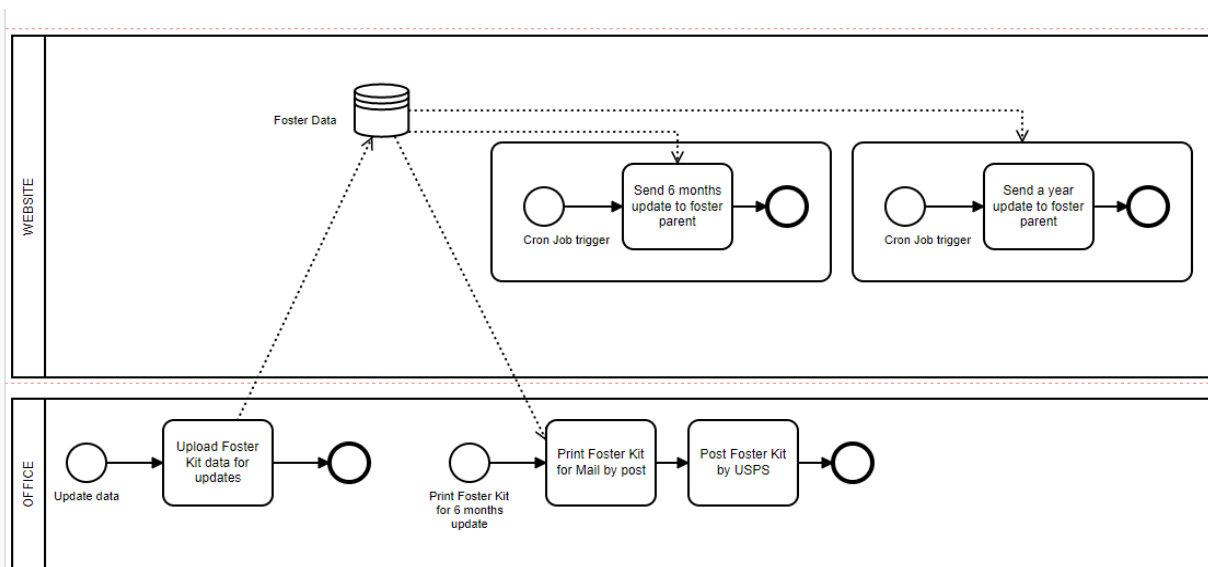 WEBSITE
Foster Data
Send 6 months
update to foster
parent
Cron Job trigger
Send a year
update to foster
parent
Cron Job trigger
OFFICE
Update data
Upload Foster
Kit data for
updates
Print Foster Kit
for 6 months
update
Print Foster Kit
for Mail by post
Post Foster Kit
by USPS